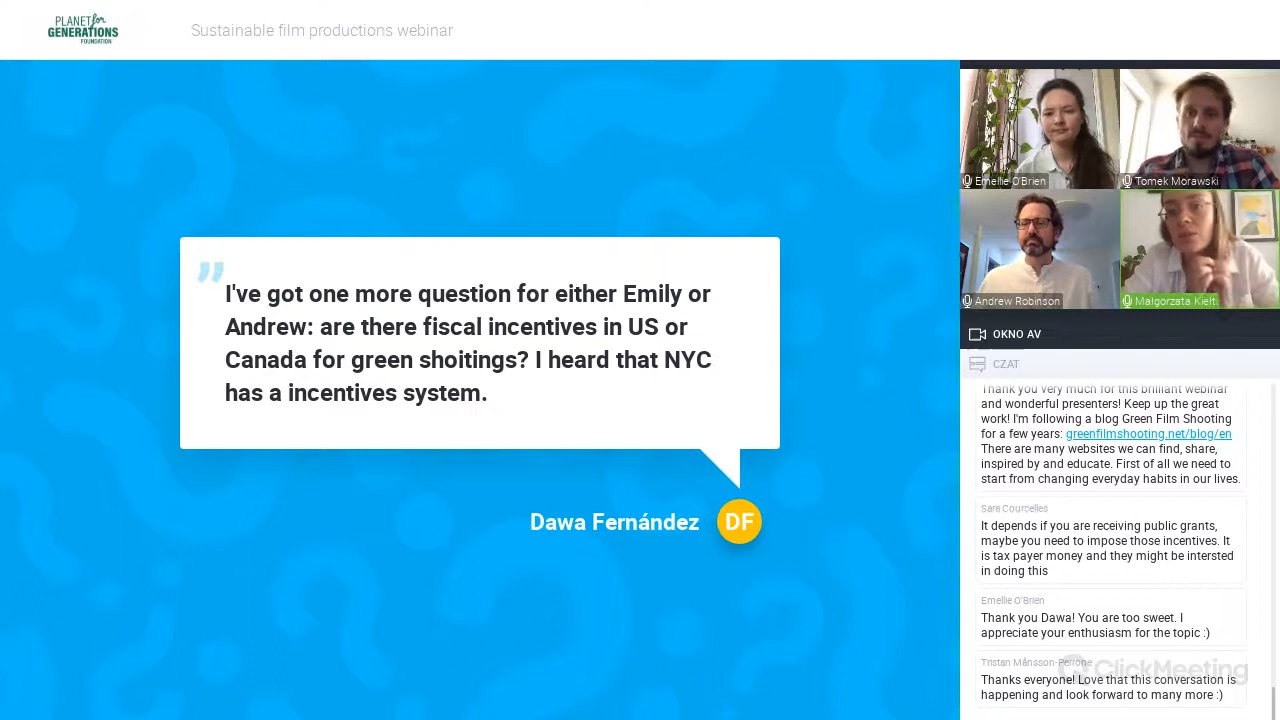 PLANET for
GENERATIONS
FOUNDATION
Sustainable film productions webinar
"
I've got one more question for either Emily or
Andrew: are there fiscal incentives in US or
Canada for green shoitings? I heard that NYC
has a incentives system.
Dawa Fernández
DF
Emellie O'Brien
Tomek Morawski
Andrew Robinson
Małgorzata Kiełt
OKNO AV
CZAT
Thank you very much for this brilliant webinar
and wonderful presenters! Keep up the great
work! I'm following a blog Green Film Shooting
for a few years: greenfilmshooting.net/blog/en
There are many websites we can find, share,
inspired by and educate. First of all we need to
start from changing everyday habits in our lives.
Sara Courcelles
It depends if you are receiving public grants,
maybe you need to impose those incentives. It
is tax payer money and they might be intersted
in doing this
Emellie O'Brien
Thank you Dawa! You are too sweet. I
appreciate your enthusiasm for the topic :)
Tristan Månsson-Perrone
Thanks everyone! Love that this conversation is
happening and look forward to many more :)
ClickMeeting